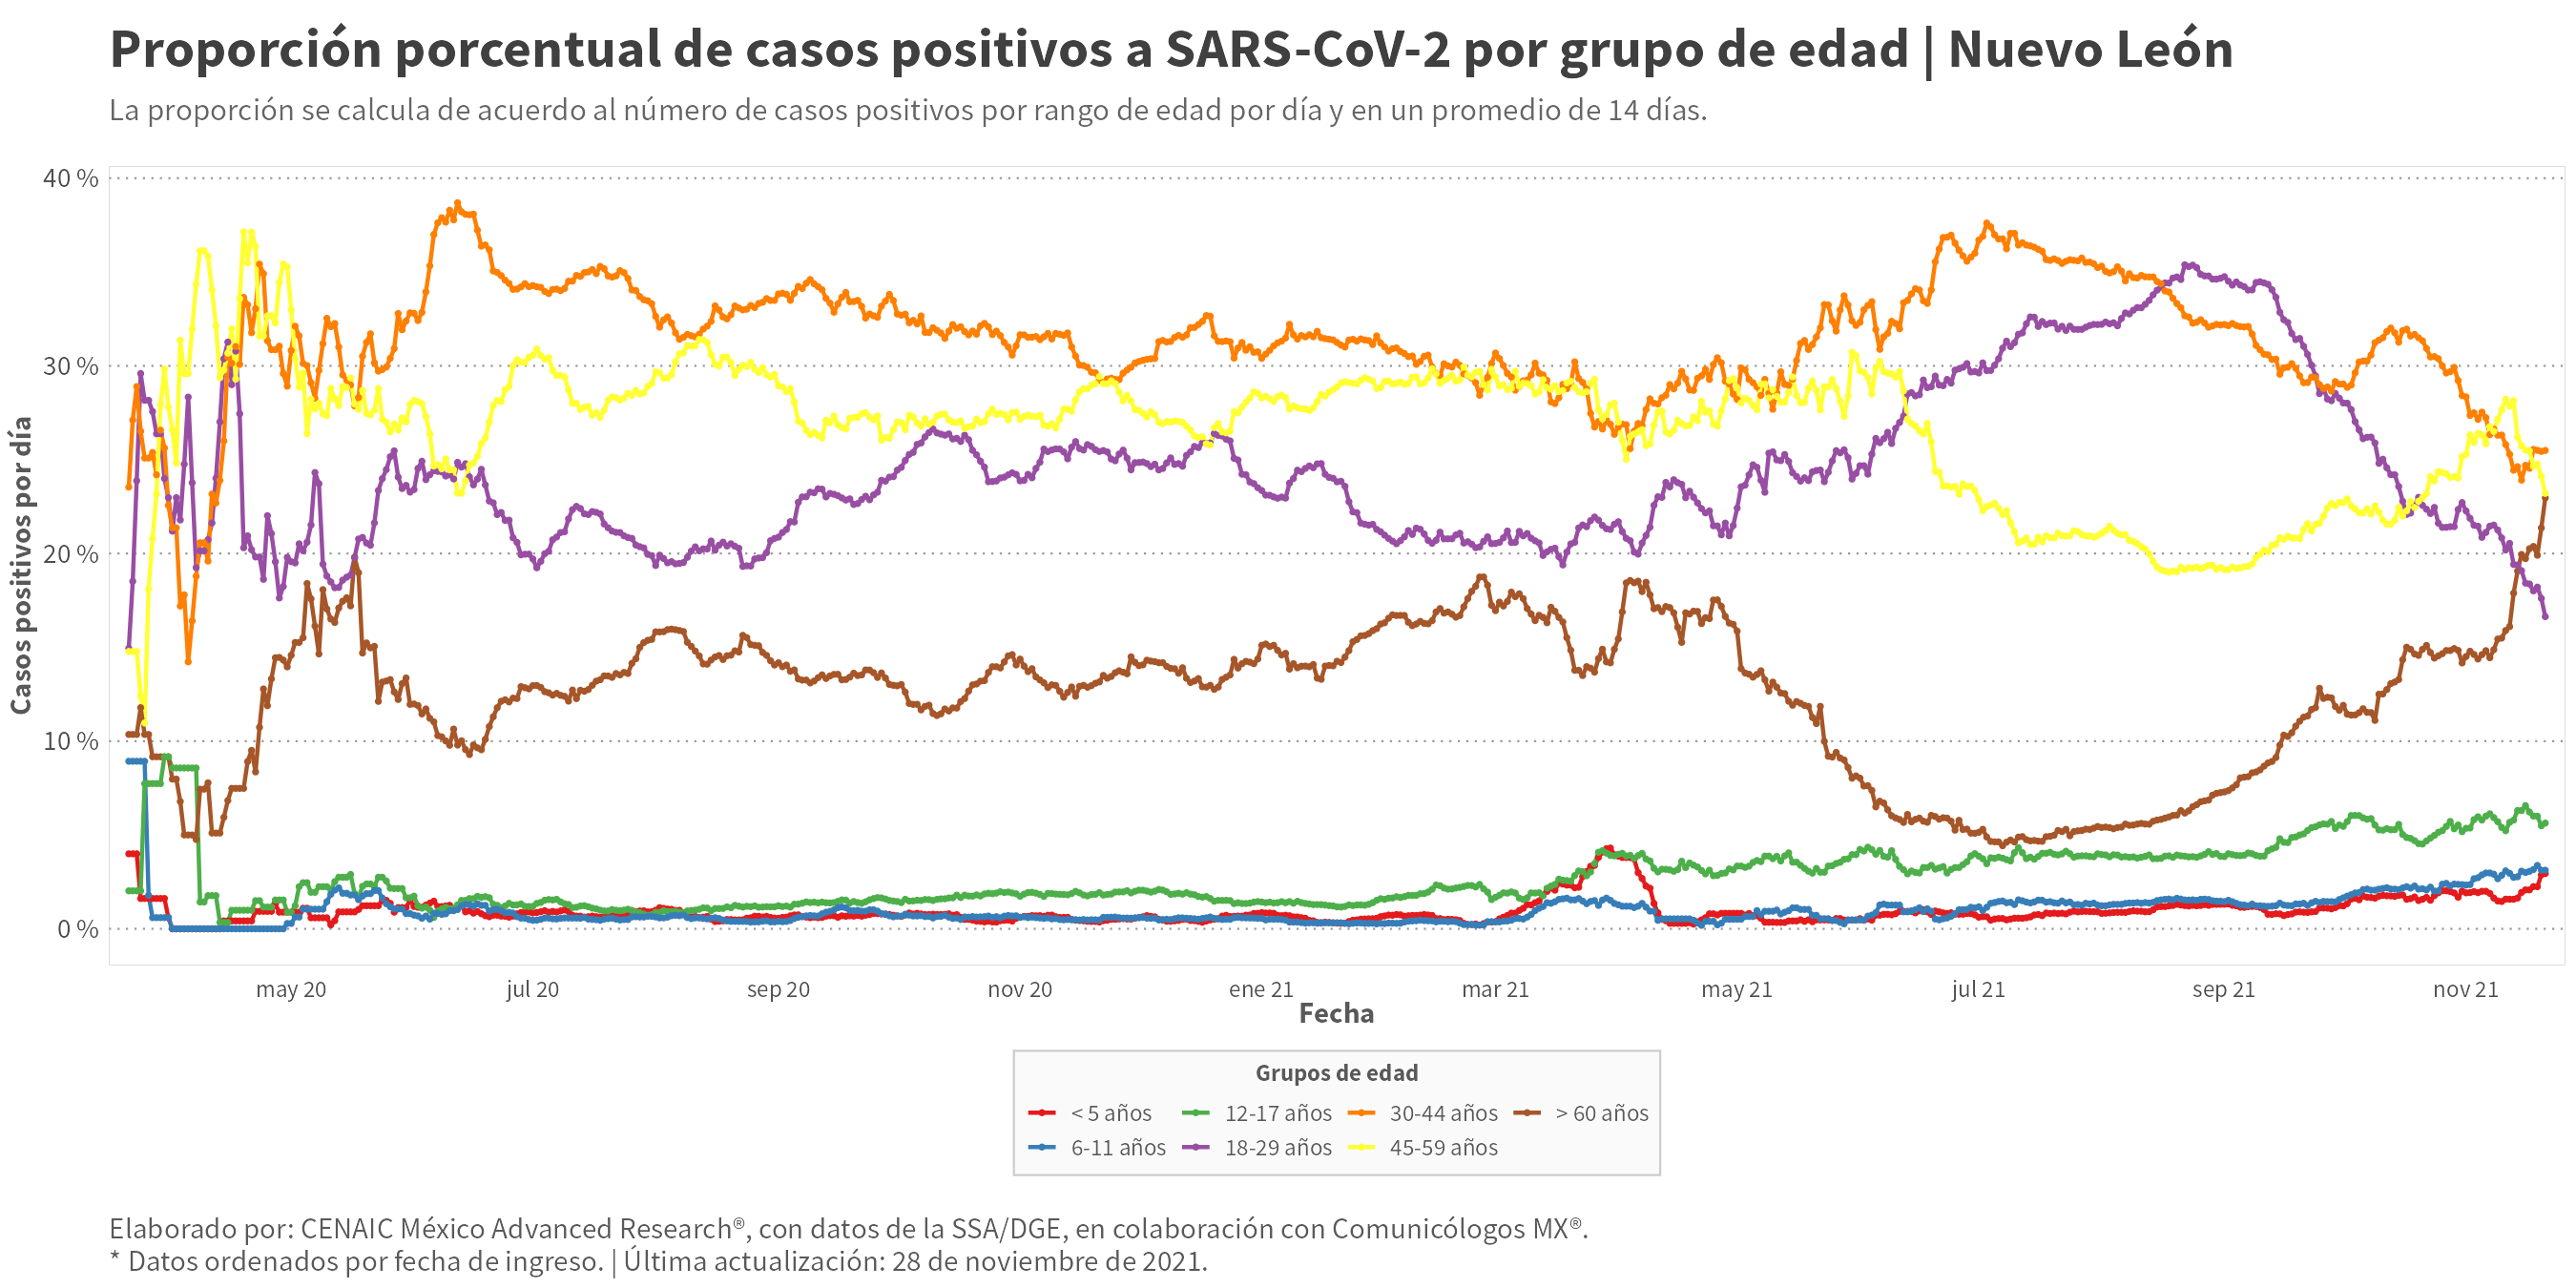 Proporción porcentual de casos positivos a SARS-CoV-2 por grupo de edad | Nuevo León
La proporción se calcula de acuerdo al número de casos positivos por rango de edad por día y en un promedio de 14 días.
Casos positivos por día
40 %
30 %
20 %
10 %
0 %
may 20 jul 20 sep 20 nov 20 ene 21 mar 21 may 21 jul 21 sep 21 nov 21
Fecha
Grupos de edad
< 5 años 12-17 años 30-44 años > 60 años
6-11 años 18-29 años 45-59 años
Elaborado por: CENAIC México Advanced Research®, con datos de la SSA/DGE, en colaboración con Comunicólogos MX®.
* Datos ordenados por fecha de ingreso. | Última actualización: 28 de noviembre de 2021.